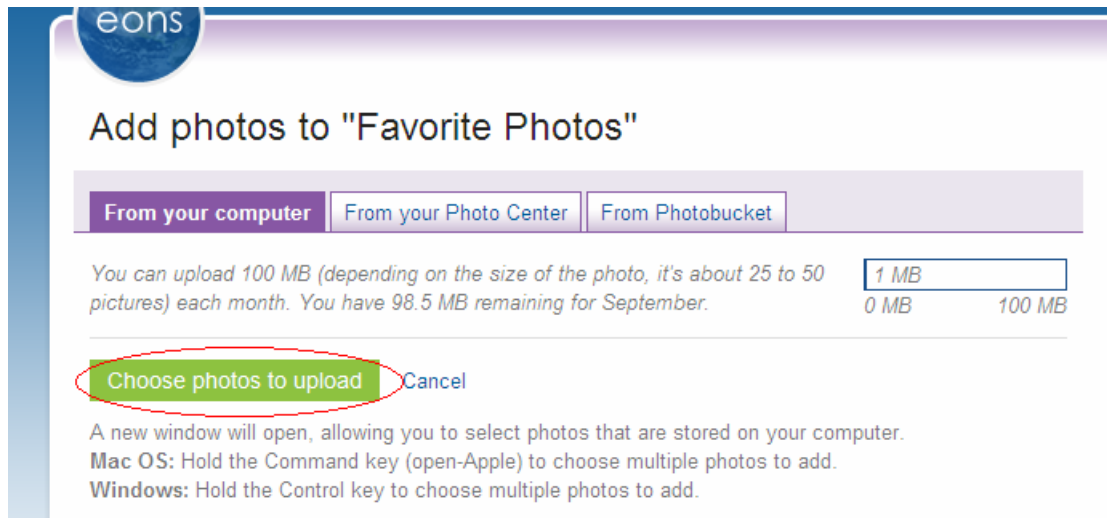 eons
Add photos to "Favorite Photos"
From your computer From your Photo Center From Photobucket
You can upload 100 MB (depending on the size of the photo, it's about 25 to 50
pictures) each month. You have 98.5 MB remaining for September.
1 MB
0 MB 100 MB
Choose photos to upload Cancel
A new window will open, allowing you to select photos that are stored on your computer.
Mac OS: Hold the Command key (open-Apple) to choose multiple photos to add.
Windows: Hold the Control key to choose multiple photos to add.